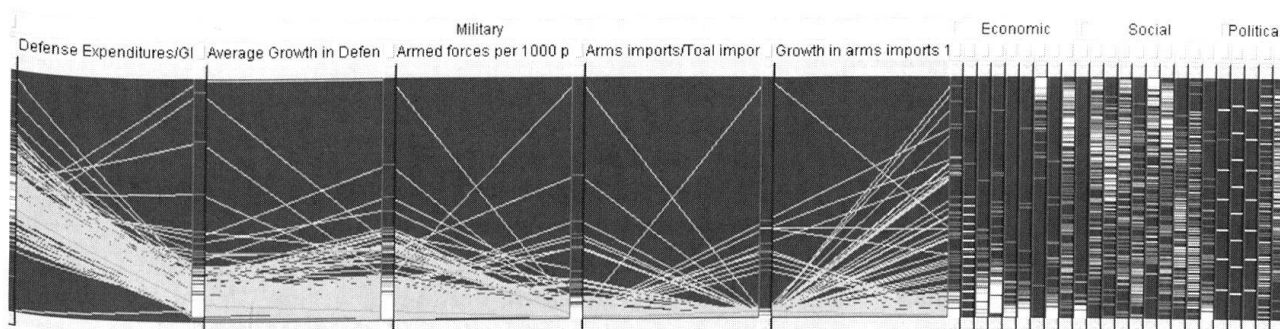 Military
Economic
Social
Politica
Defense Expenditures/GI
Average Growth in Defen
Armed forces per 1000 p
Arms imports/Toal impor
Growth in arms imports 1